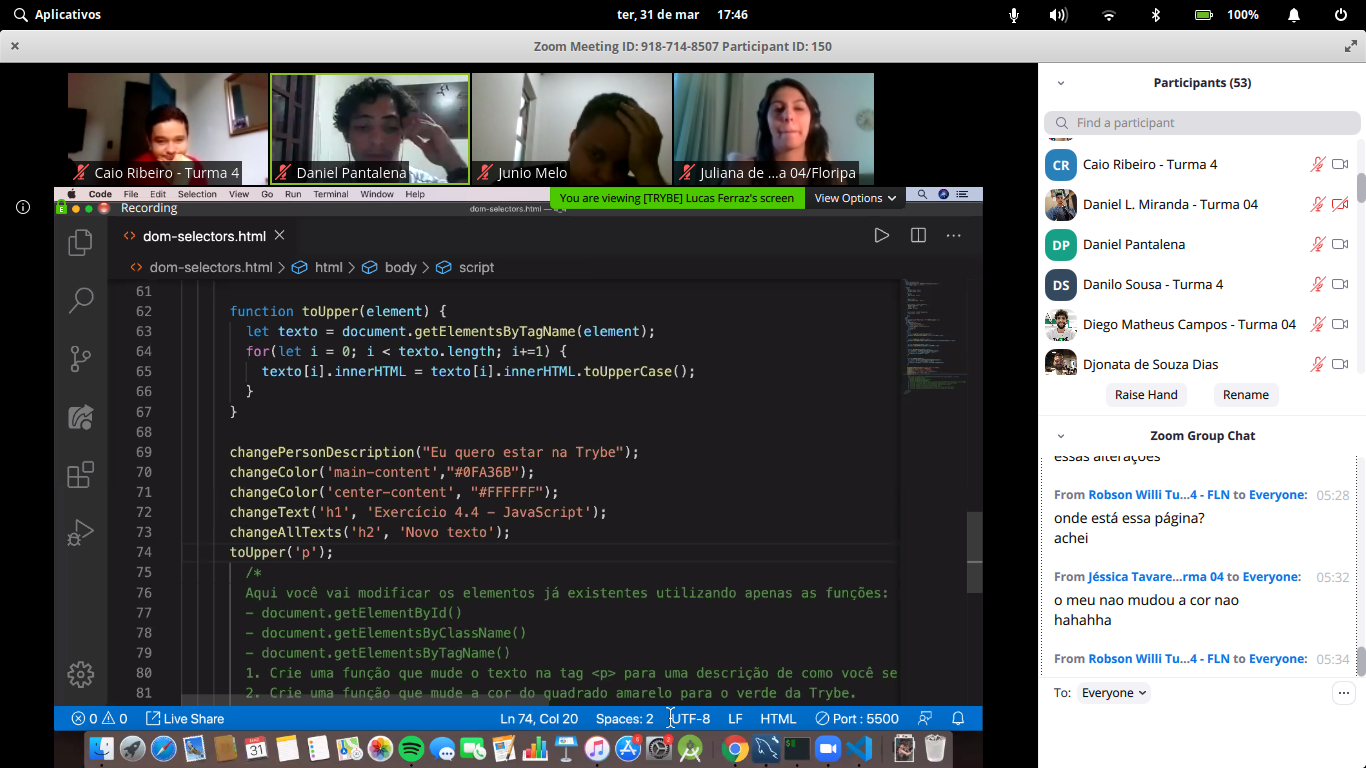 Aplicativos
ter, 31 de mar 17:46
100%
Zoom Meeting ID: 918-714-8507 Participant ID: 150
Caio Ribeiro - Turma 4
Daniel Pantalena
Junio Melo
Juliana de ...a 04/Floripa
Code File Edit Selection View Go Run Terminal Window Help
You are viewing [TRYBE] Lucas Ferraz's screen
View Options
Recording
dom-selectors.html
dom-selectors.html
dom-selectors.html > html > body > script
61
62 function toUpper(element) {
63 let texto = document.getElementsByTagName(element);
64 for(let i = 0; i < texto.length; i+=1) {
65 texto[i].innerHTML = texto[i].innerHTML.toUpperCase();
66 }
67 }
68
69 changePersonDescription("Eu quero estar na Trybe");
70 changeColor('main-content',"#0FA36B");
71 changeColor('center-content', "#FFFFFF");
72 changeText('h1', 'Exercício 4.4 - JavaScript');
73 changeAllTexts('h2', 'Novo texto');
74 toUpper('p');
75 /*
76 Aqui você vai modificar os elementos já existentes utilizando apenas as funções:
77 - document.getElementById()
78 - document.getElementsByClassName()
79 - document.getElementsByTagName()
80 1. Crie uma função que mude o texto na tag <p> para uma descrição de como você se
81 2. Crie uma função que mude a cor do quadrado amarelo para o verde da Trybe.
0 0 Live Share Ln 74, Col 20 Spaces: 2 UTF-8 LF HTML Port : 5500
Participants (53)
Find a participant
CR Caio Ribeiro - Turma 4
Daniel L. Miranda - Turma 04
DP Daniel Pantalena
DS Danilo Sousa - Turma 4
Diego Matheus Campos - Turma 04
Djonata de Souza Dias
Raise Hand Rename
Zoom Group Chat
essas alterações
From Robson Willi Tu...4 - FLN to Everyone: 05:28
onde está essa página?
achei
From Jéssica Tavare...rma 04 to Everyone: 05:32
o meu nao mudou a cor nao
hahahha
From Robson Willi Tu...4 - FLN to Everyone: 05:34
To: Everyone
31